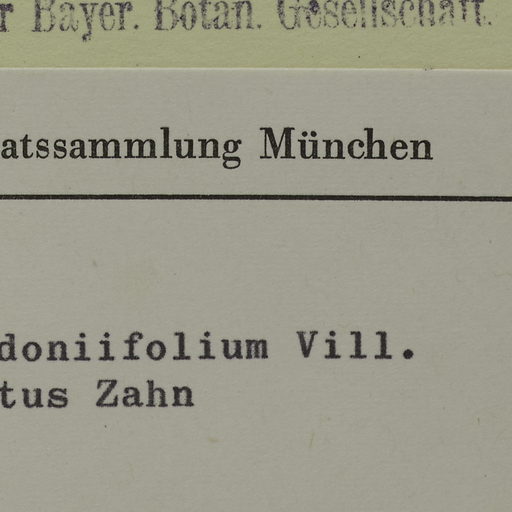 r Bayer. Botan. Gesellschaft.
atssammlung München
doniifolium Vill.
tus Zahn